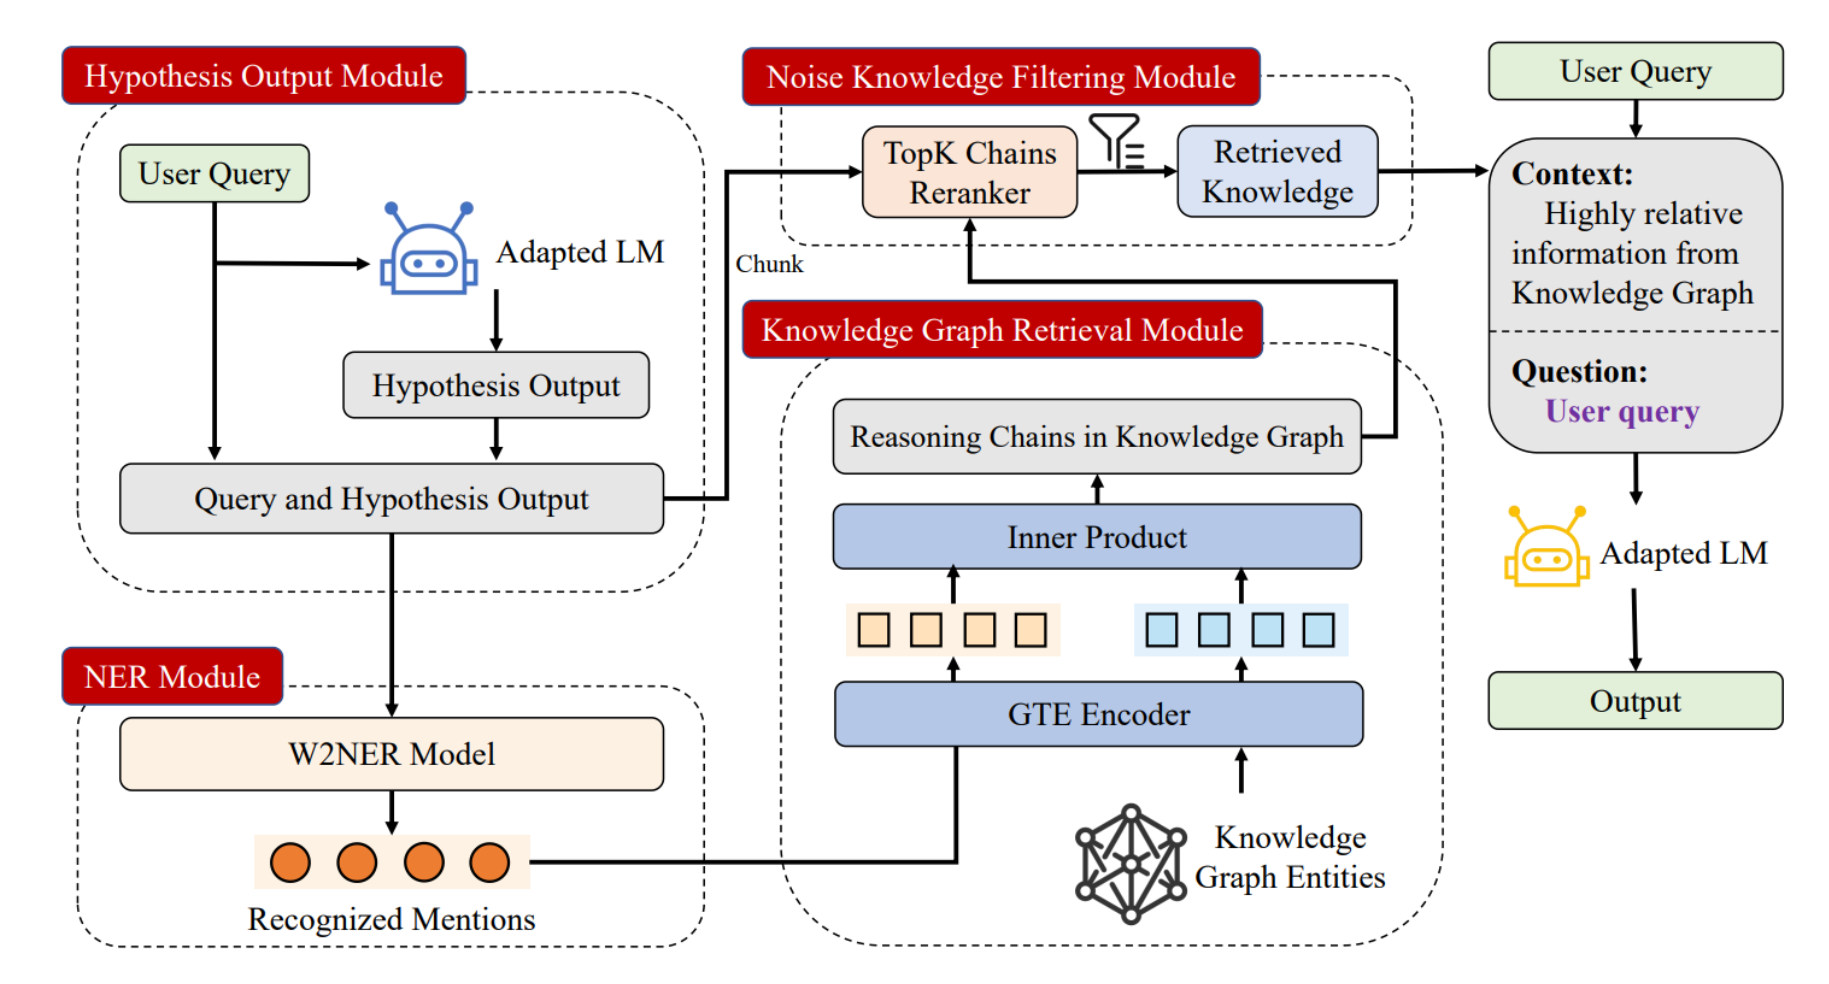 Hypothesis Output Module
User Query
Adapted LM
Hypothesis Output
Query and Hypothesis Output
NER Module
W2NER Model
Recognized Mentions
Noise Knowledge Filtering Module
TopK Chains
Reranker
Retrieved
Knowledge
Chunk
Knowledge Graph Retrieval Module
Reasoning Chains in Knowledge Graph
Inner Product
GTE Encoder
Knowledge
Graph Entities
User Query
Context:
Highly relative
information from
Knowledge Graph
Question:
User query
Adapted LM
Output